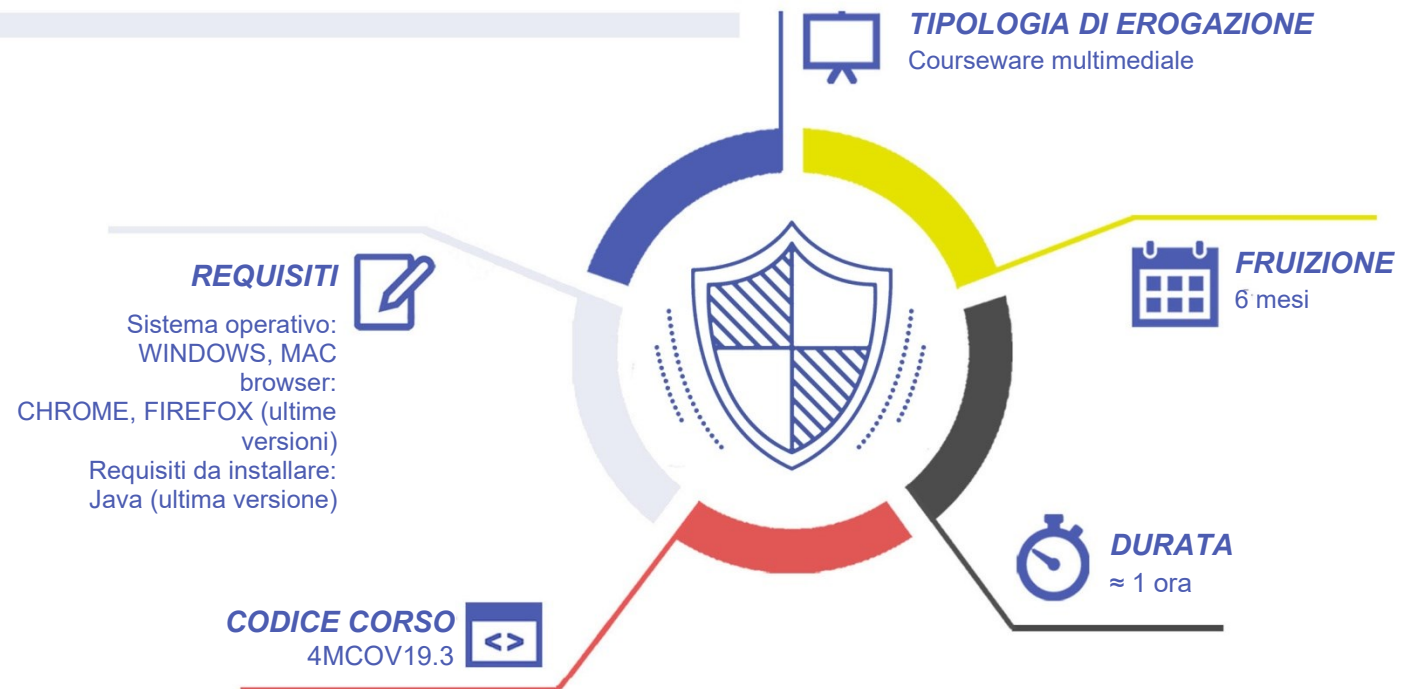 TIPOLOGIA DI EROGAZIONE
Courseware multimediale
FRUIZIONE
6 mesi
REQUISITI
Sistema operativo:
WINDOWS, MAC
browser:
CHROME, FIREFOX (ultime
versioni)
Requisiti da installare:
Java (ultima versione)
DURATA
≈ 1 ora
CODICE CORSO
4MCOV19.3
<>